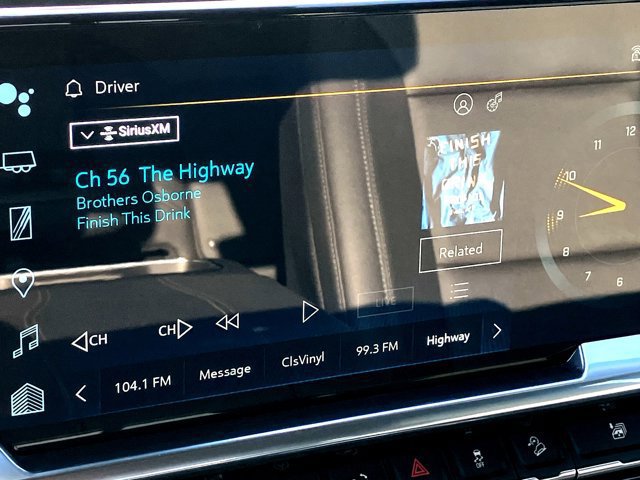 Driver
SiriusXM
Ch 56 The Highway
Brothers Osborne
Finish This Drink
FINISH
Related
LIVE
CH
CH
104.1 FM
Message
ClsVinyl
99.3 FM
Highway
12
11
10
9
8
7
6
OFF